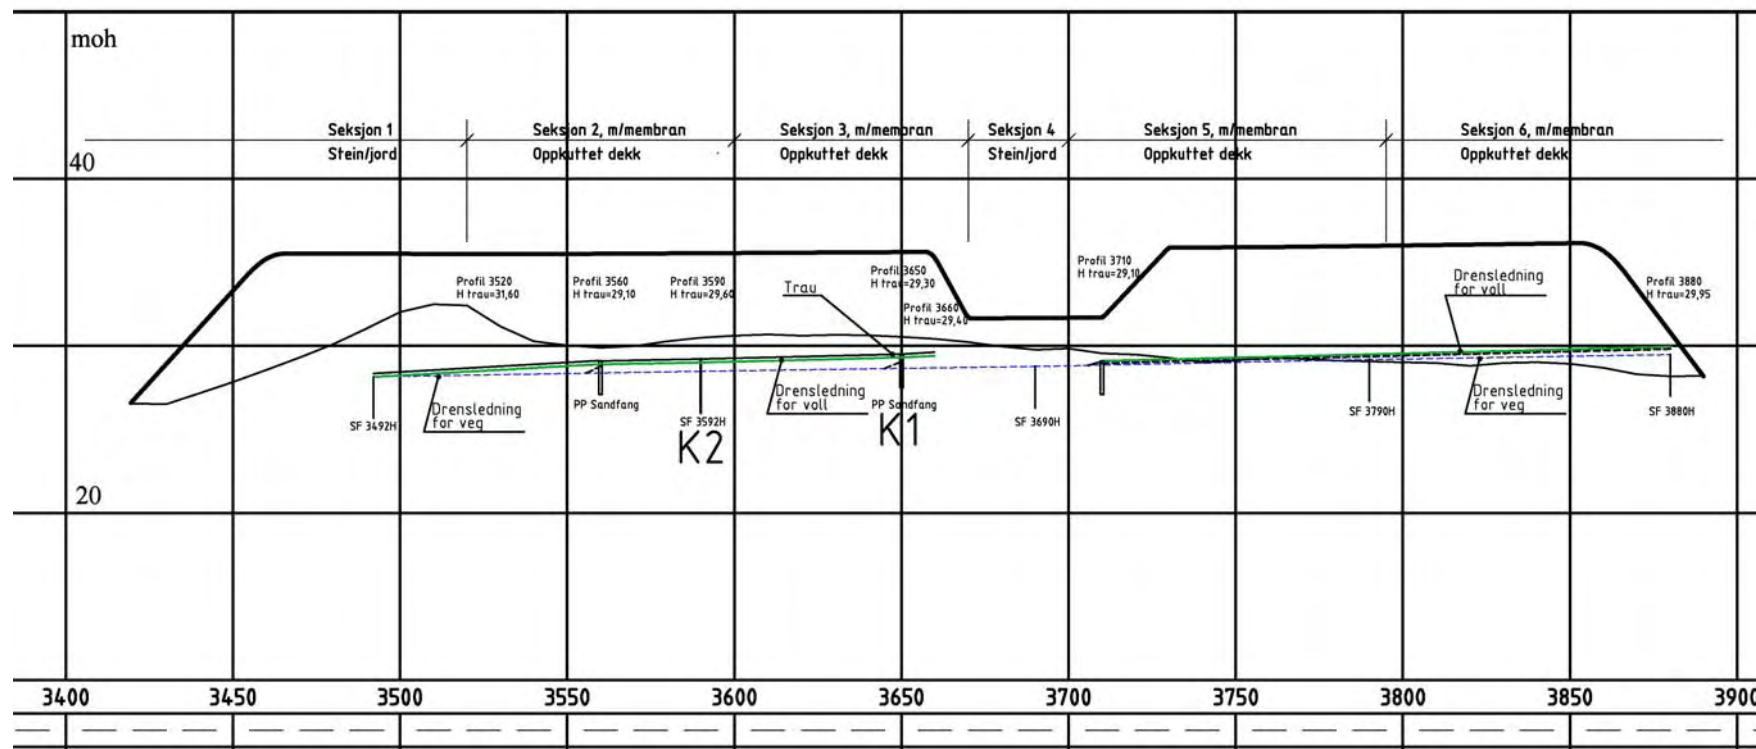 moh
Seksjon 1
Seksjon 2, m/membran
Seksjon 3, m/membran
Seksjon 4
Seksjon 5, m/membran
Seksjon 6, m/membran
Stein/jord
Oppkuttet dekk
Oppkuttet dekk
Stein/jord
Oppkuttet dekk
Oppkuttet dekk
40
Profil 3520
H trau=31,60
Profil 3560
H trau=29,10
Profil 3590
H trau=29,60
Trau
Profil 3650
H trau=29,30
Profil 3660
H trau=29,40
Profil 3710
H trau=29,10
Drensledning
for voll
Profil 3880
H trau=29,95
SF 3492H
Drensledning
for veg
PP Sandfang
SF 3592H
K2
Drensledning
for voll
PP Sandfang
K1
SF 3690H
SF 3790H
Drensledning
for veg
SF 3880H
20
3400 3450 3500 3550 3600 3650 3700 3750 3800 3850 3900